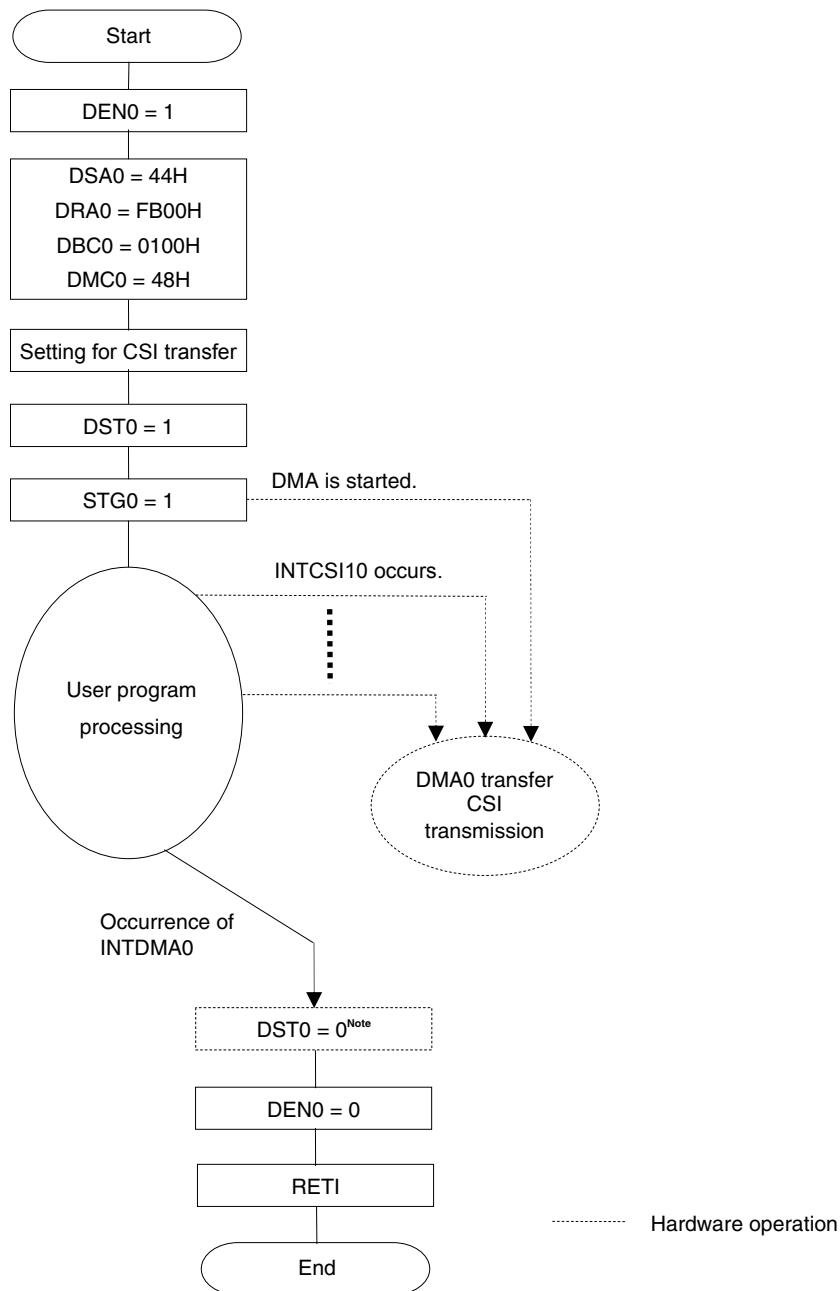 Start
DEN0 = 1
DSA0 = 44H
DRA0 = FB00H
DBC0 = 0100H
DMC0 = 48H
Setting for CSI transfer
DST0 = 1
STG0 = 1
DMA is started.
INTCSI10 occurs.
User program
processing
DMA0 transfer
CSI
transmission
Occurrence of
INTDMA0
DST0 = 0Note
DEN0 = 0
RETI
Hardware operation
End